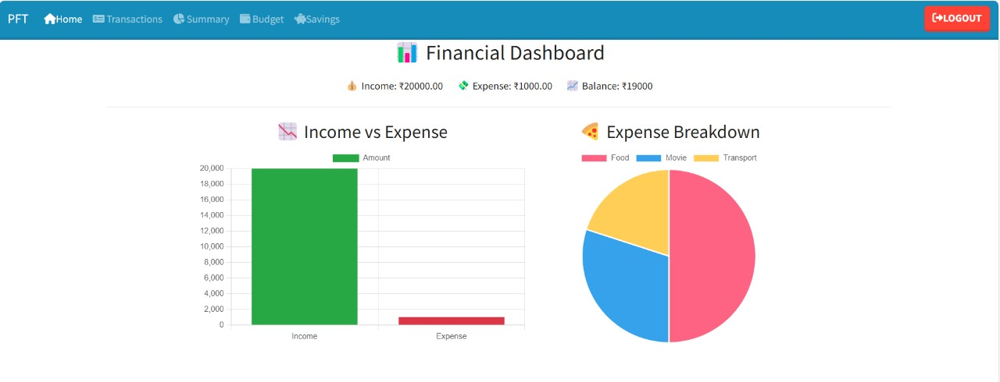 PFT Home Transactions Summary Budget Savings LOGOUT
Financial Dashboard
Income: ₹20000.00 Expense: ₹1000.00 Balance: ₹19000
Income vs Expense
Amount
20,000
18,000
16,000
14,000
12,000
10,000
8,000
6,000
4,000
2,000
0
Income Expense
Expense Breakdown
Food Movie Transport